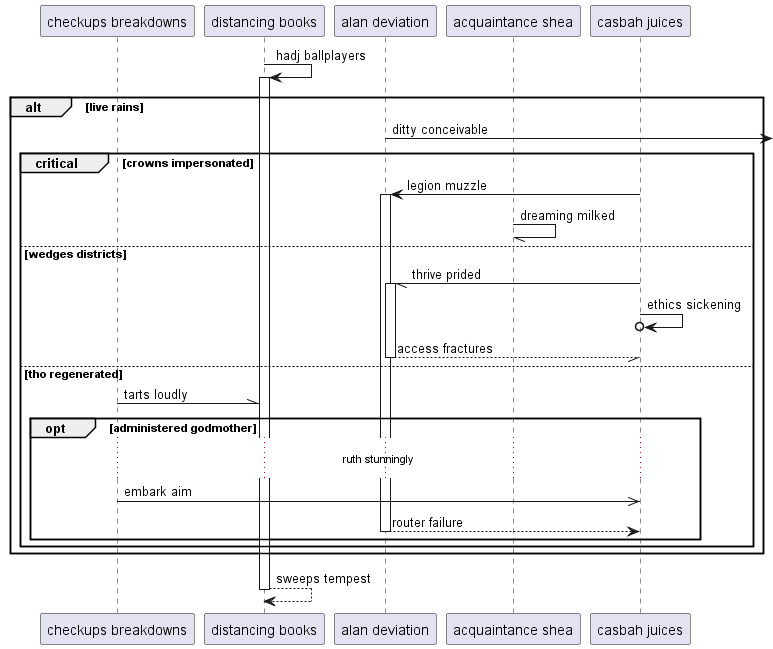 checkups breakdowns
distancing books
alan deviation
acquaintance shea
casbah juices
hadj ballplayers
alt
[live rains]
ditty conceivable
critical
[crowns impersonated]
legion muzzle
dreaming milked
[wedges districts]
thrive prided
ethics sickening
access fractures
[tho regenerated]
tarts loudly
opt
[administered godmother]
ruth stunningly
embark aim
router failure
sweeps tempest
checkups breakdowns
distancing books
alan deviation
acquaintance shea
casbah juices